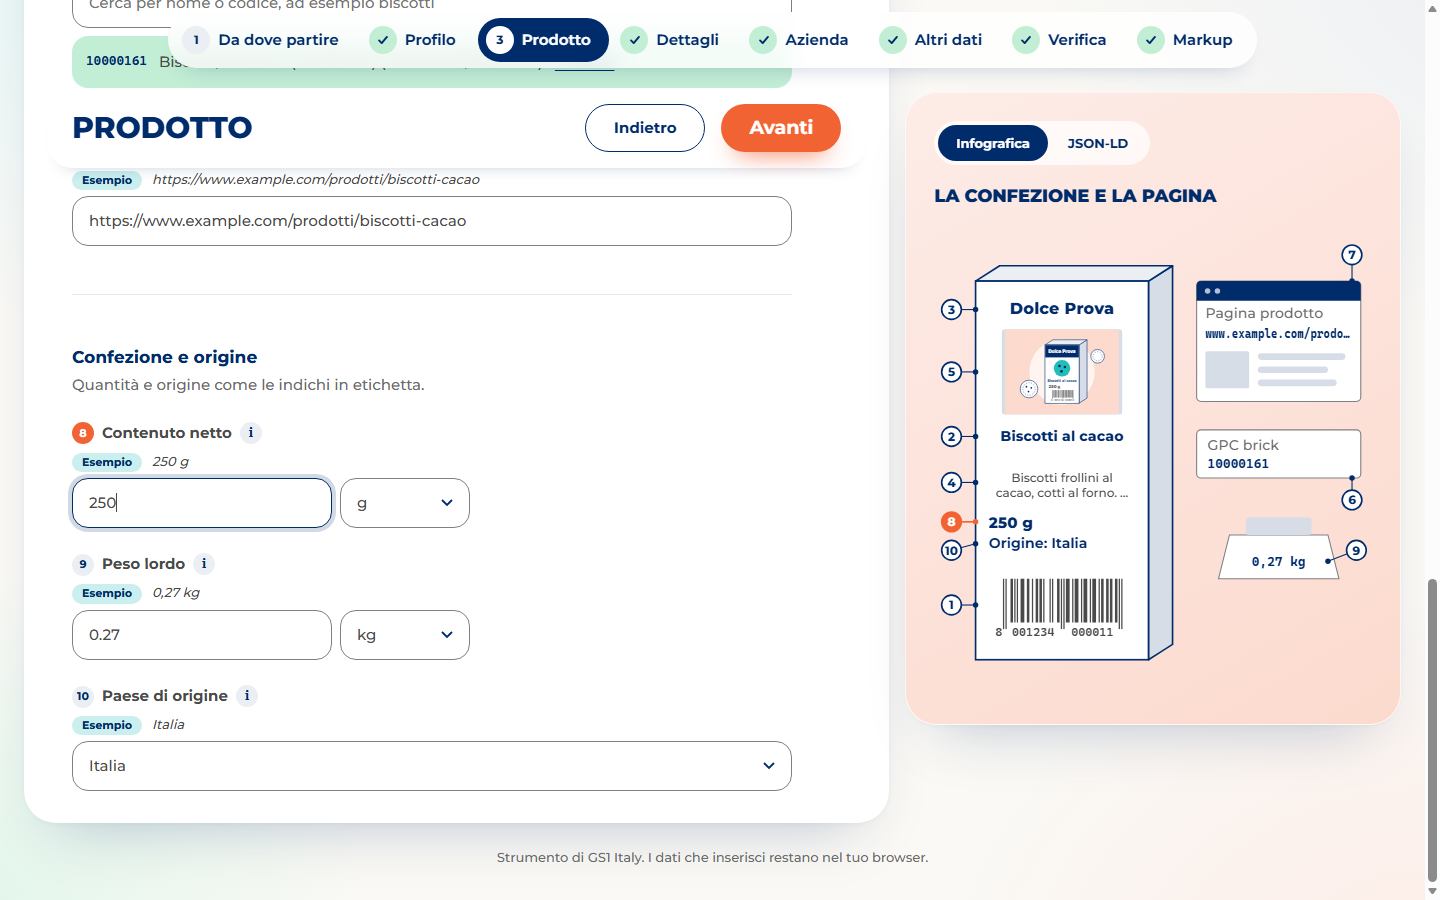 Cerca per nome o codice, ad esempio biscotti
1 Da dove partire
Profilo
3 Prodotto
Dettagli
Azienda
Altri dati
Verifica
Markup
10000161
PRODOTTO
Indietro
Avanti
Esempio https://www.example.com/prodotti/biscotti-cacao
https://www.example.com/prodotti/biscotti-cacao
Confezione e origine
Quantità e origine come le indichi in etichetta.
8 Contenuto netto i
Esempio 250 g
250
g
9 Peso lordo i
Esempio 0,27 kg
0.27
kg
10 Paese di origine i
Esempio Italia
Italia
Infografica
JSON-LD
LA CONFEZIONE E LA PAGINA
7
3
Dolce Prova
Pagina prodotto
www.example.com/prodo…
5
Dolce Prova
Biscotti al cacao
250 g
2
Biscotti al cacao
GPC brick
10000161
4
Biscotti frollini al
cacao, cotti al forno. …
6
8
250 g
10
Origine: Italia
0,27 kg
9
1
8 001234 000011
Strumento di GS1 Italy. I dati che inserisci restano nel tuo browser.